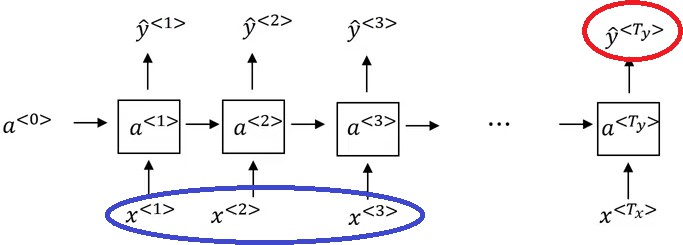 ŷ<1> ŷ<2> ŷ<3> ŷ<Ty>
a<0> a<1> a<2> a<3> ... a<Ty>
x<1> x<2> x<3> x<Tx>